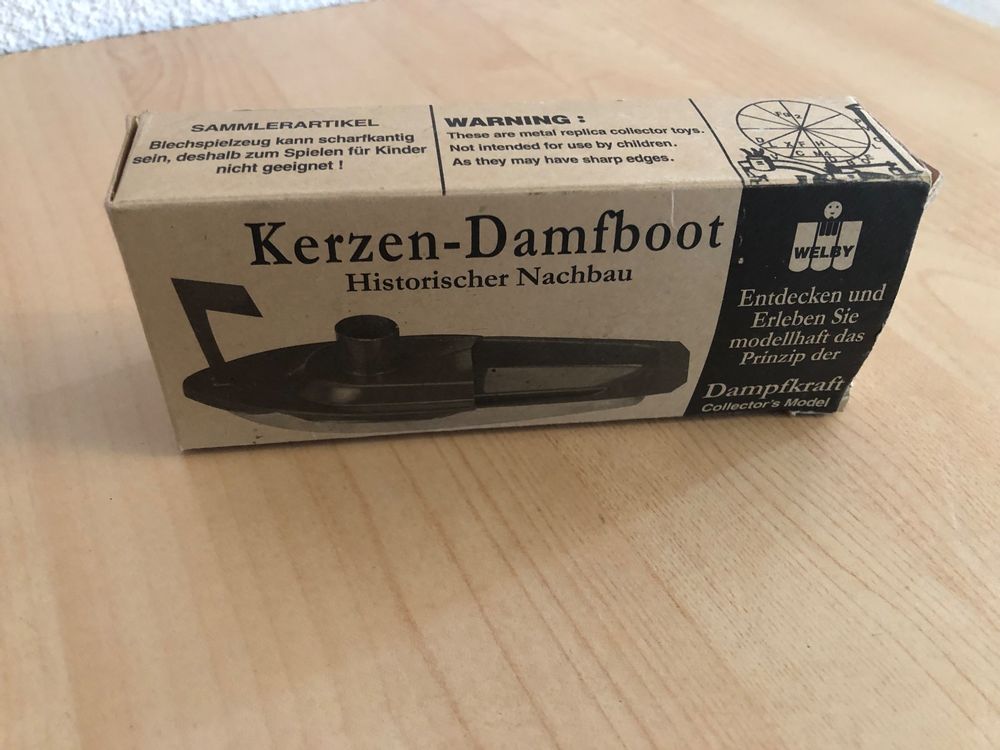 SAMMLERARTIKEL
Blechspielzeug kann scharfkantig
sein, deshalb zum Spielen für Kinder
nicht geeignet !
WARNING :
These are metal replica collector toys.
Not intended for use by children.
As they may have sharp edges.
Kerzen-Damfboot
Historischer Nachbau
WELBY
Entdecken und
Erleben Sie
modellhaft das
Prinzip der
Dampfkraft
Collector's Model